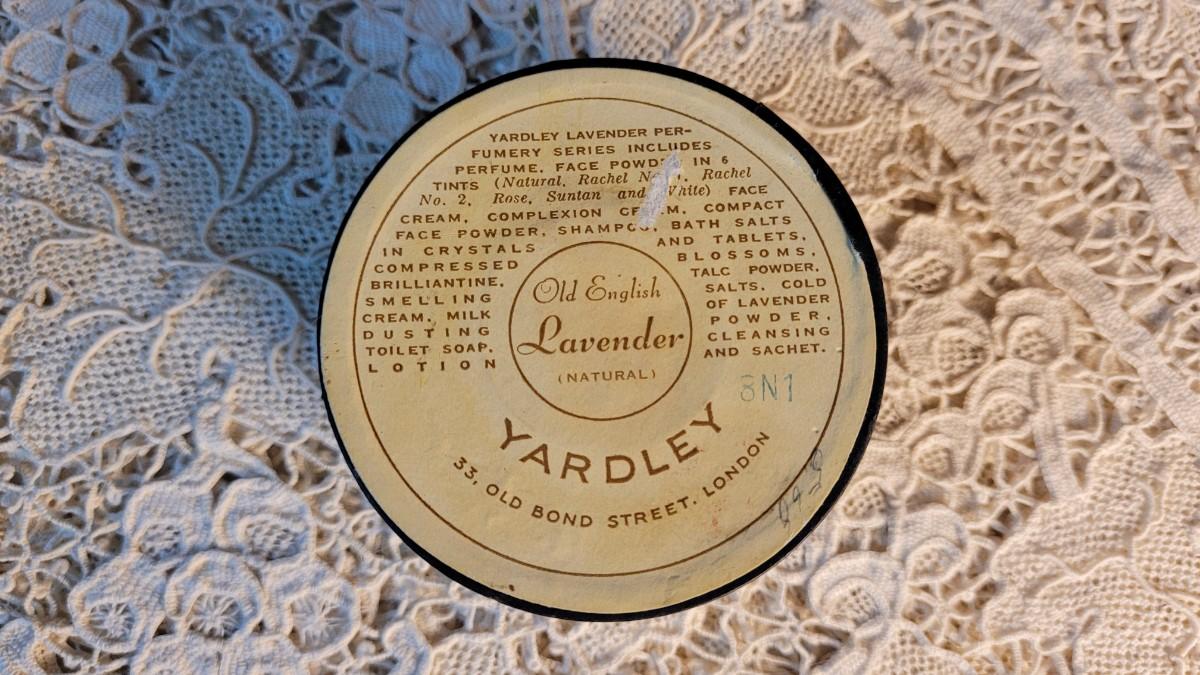 YARDLEY LAVENDER PER-
FUMERY SERIES INCLUDES
PERFUME, FACE POWDER IN 6
TINTS (Natural, Rachel Rachel
No. 2, Rose, Suntan and White) FACE
CREAM, COMPLEXION CREAM, COMPACT
FACE POWDER, SHAMPOO, BATH SALTS
IN CRYSTALS AND TABLETS,
COMPRESSED BLOSSOMS,
BRILLIANTINE, TALC POWDER,
SMELLING SALTS, COLD
CREAM, MILK OF LAVENDER
DUSTING POWDER,
TOILET SOAP, CLEANSING
LOTION AND SACHET.
Old English
Lavender
(NATURAL)
YARDLEY
33, OLD BOND STREET, LONDON